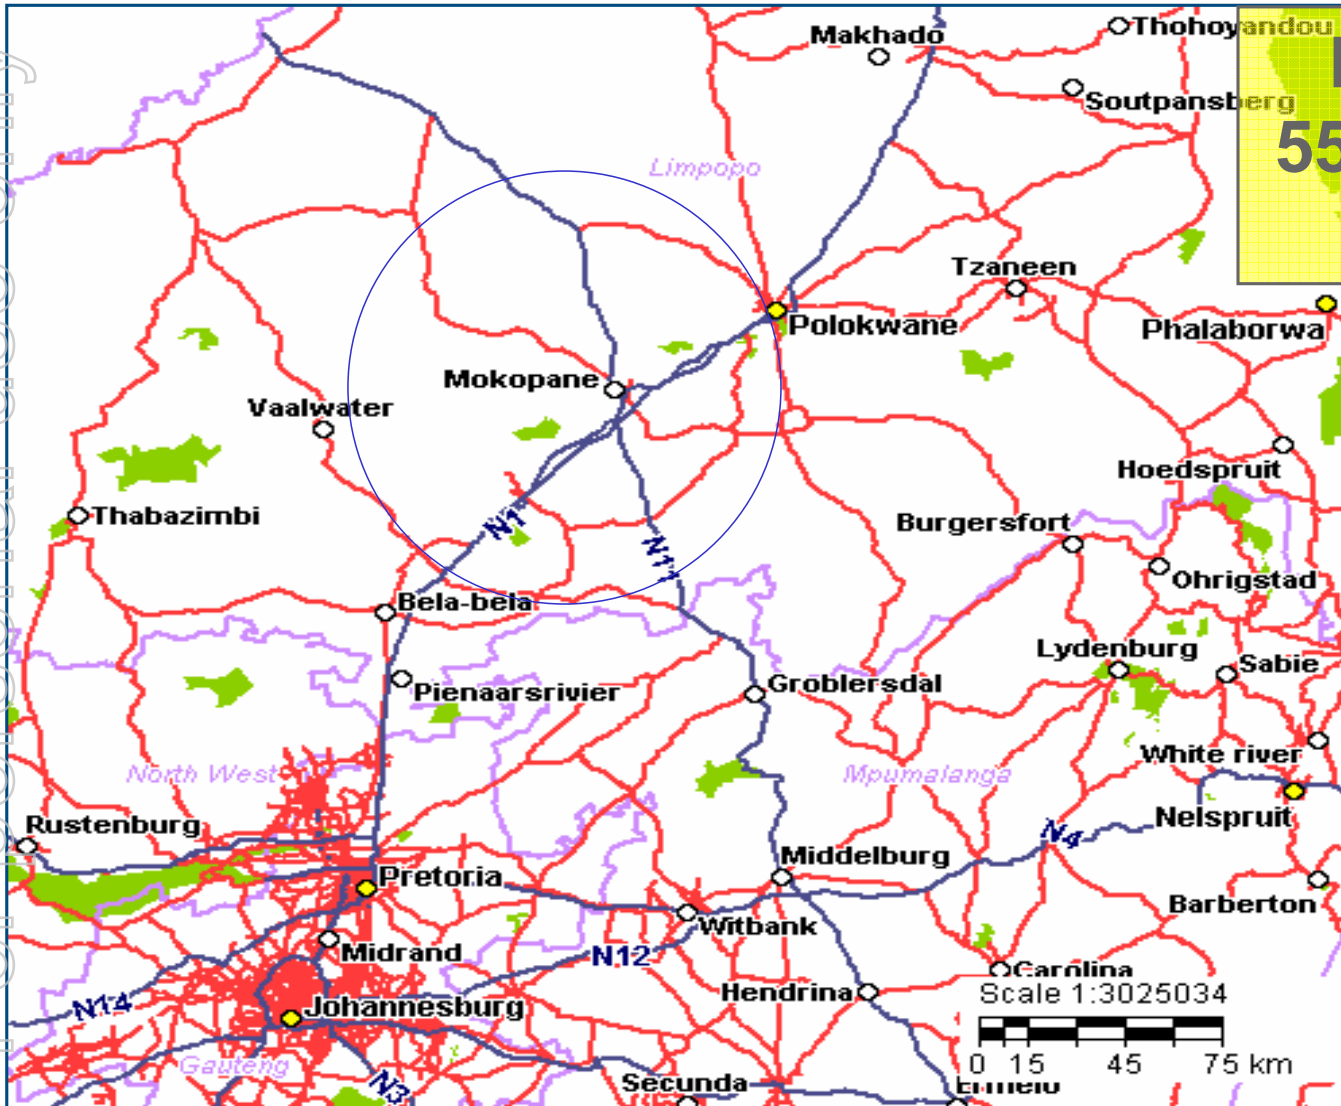 Makhado
Thohoyandou
Soutpansberg
55
Limpopo
Tzaneen
Polokwane
Phalaborwa
Mokopane
Vaalwater
Hoedspruit
Thabazimbi
N1
N11
Burgersfort
Ohrigstad
Bela-bela
Lydenburg
Sabie
Pienaarsrivier
Groblersdal
White river
North West
Mpumalanga
Nelspruit
Rustenburg
N4
Middelburg
Pretoria
Barberton
Witbank
Midrand
N12
Carolina
Hendrina
N14
Johannesburg
Scale 1:3025034
0 15 45 75 km
Gauteng
N3
Secunda
Ermelo